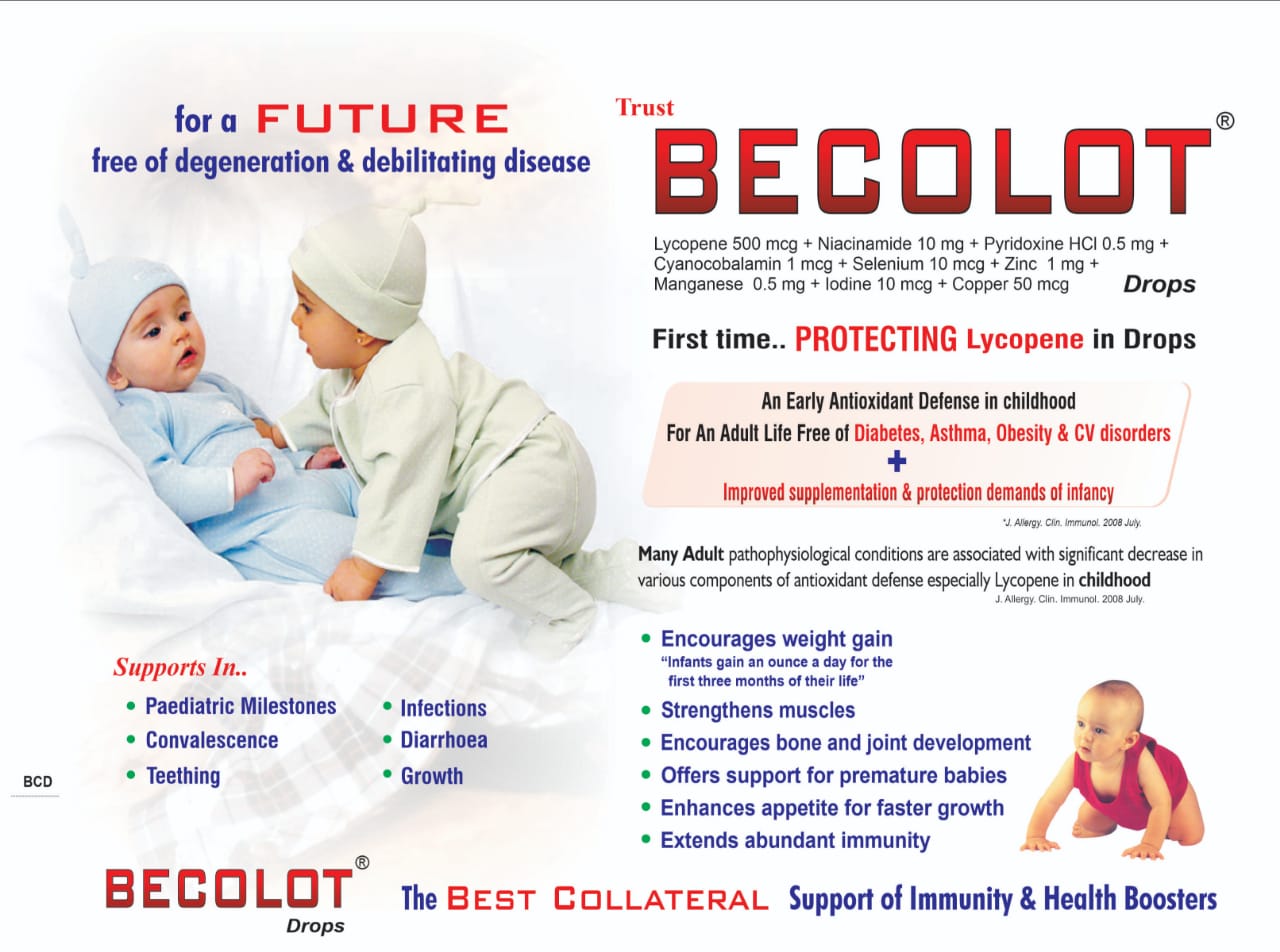 for a FUTURE
free of degeneration & debilitating disease
Supports In..
• Paediatric Milestones
• Convalescence
• Teething
• Infections
• Diarrhoea
• Growth
BCD
BECOLOT®
Drops
Trust
BECOLOT®
Lycopene 500 mcg + Niacinamide 10 mg + Pyridoxine HCl 0.5 mg +
Cyanocobalamin 1 mcg + Selenium 10 mcg + Zinc 1 mg +
Manganese 0.5 mg + Iodine 10 mcg + Copper 50 mcg
Drops
First time.. PROTECTING Lycopene in Drops
An Early Antioxidant Defense in childhood
For An Adult Life Free of Diabetes, Asthma, Obesity & CV disorders
+
Improved supplementation & protection demands of infancy
*J. Allergy. Clin. Immunol. 2008 July.
Many Adult pathophysiological conditions are associated with significant decrease in
various components of antioxidant defense especially Lycopene in childhood
J. Allergy. Clin. Immunol. 2008 July.
• Encourages weight gain
“Infants gain an ounce a day for the
first three months of their life”
• Strengthens muscles
• Encourages bone and joint development
• Offers support for premature babies
• Enhances appetite for faster growth
• Extends abundant immunity
The BEST COLLATERAL Support of Immunity & Health Boosters